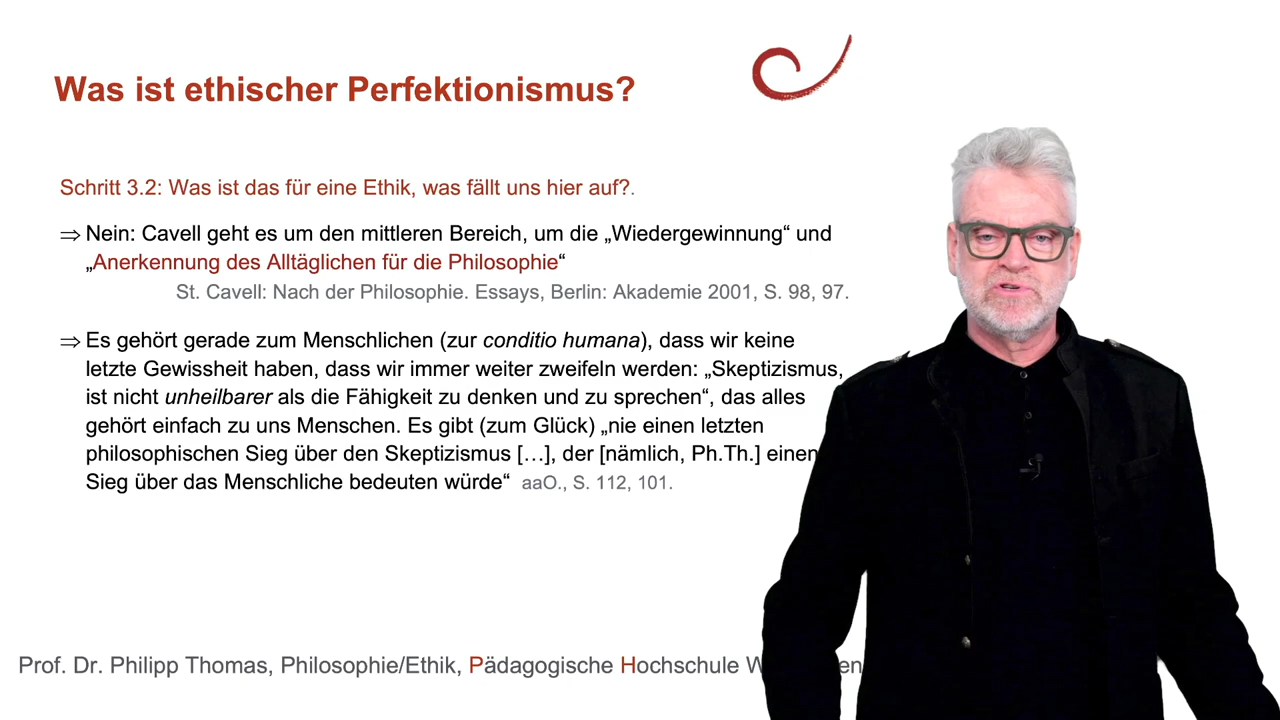 Was ist ethischer Perfektionismus?
Schritt 3.2: Was ist das für eine Ethik, was fällt uns hier auf?.
⇒ Nein: Cavell geht es um den mittleren Bereich, um die „Wiedergewinnung“ und
„Anerkennung des Alltäglichen für die Philosophie“
St. Cavell: Nach der Philosophie. Essays, Berlin: Akademie 2001, S. 98, 97.
⇒ Es gehört gerade zum Menschlichen (zur conditio humana), dass wir keine
letzte Gewissheit haben, dass wir immer weiter zweifeln werden: „Skeptizismus,
ist nicht unheilbarer als die Fähigkeit zu denken und zu sprechen“, das alles
gehört einfach zu uns Menschen. Es gibt (zum Glück) „nie einen letzten
philosophischen Sieg über den Skeptizismus […], der [nämlich, Ph.Th.] einen
Sieg über das Menschliche bedeuten würde“ aaO., S. 112, 101.
Prof. Dr. Philipp Thomas, Philosophie/Ethik, Pädagogische Hochschule